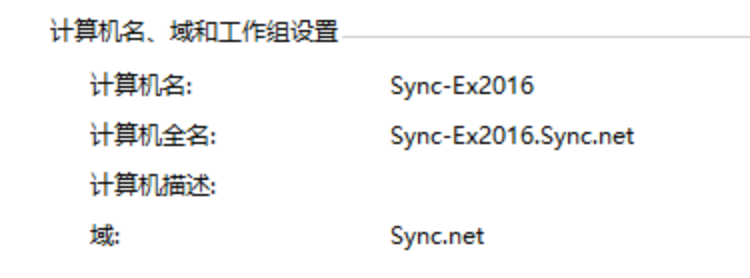 计算机名、域和工作组设置
计算机名: Sync-Ex2016
计算机全名: Sync-Ex2016.Sync.net
计算机描述:
域: Sync.net